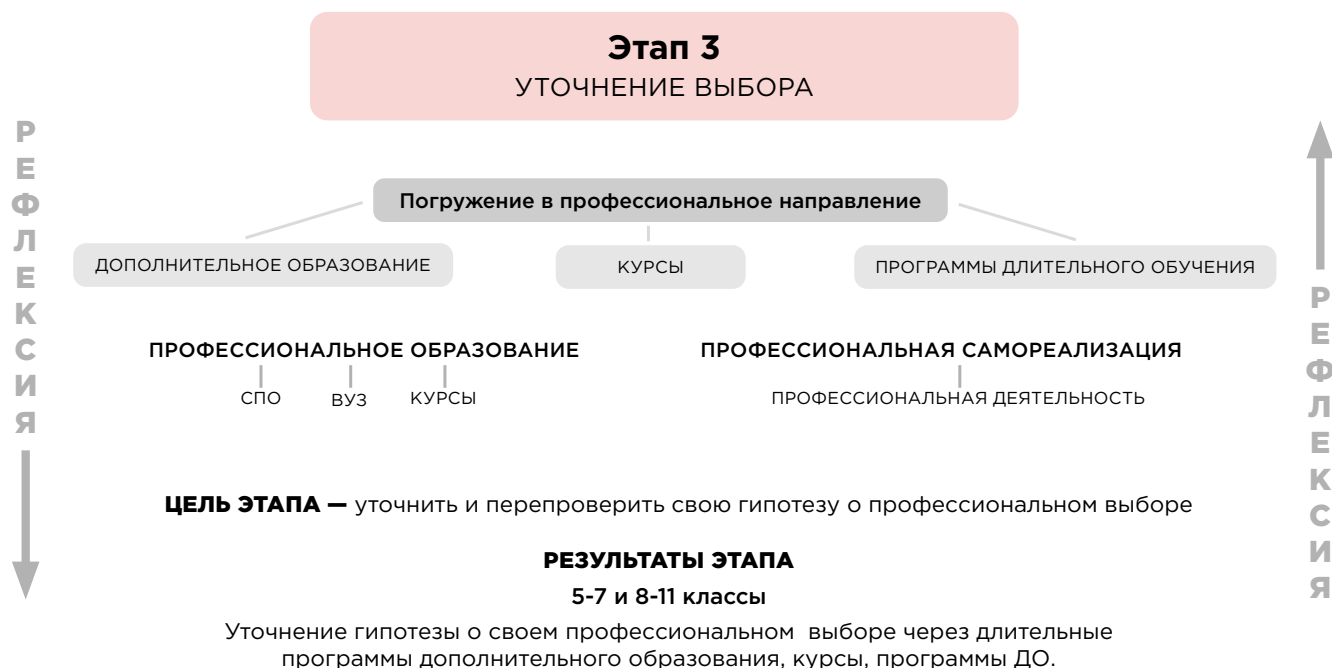 Этап 3
УТОЧНЕНИЕ ВЫБОРА
РЕФЛЕКСИЯ
Погружение в профессиональное направление
ДОПОЛНИТЕЛЬНОЕ ОБРАЗОВАНИЕ
КУРСЫ
ПРОГРАММЫ ДЛИТЕЛЬНОГО ОБУЧЕНИЯ
ПРОФЕССИОНАЛЬНОЕ ОБРАЗОВАНИЕ
СПО
ВУЗ
КУРСЫ
ПРОФЕССИОНАЛЬНАЯ САМОРЕАЛИЗАЦИЯ
ПРОФЕССИОНАЛЬНАЯ ДЕЯТЕЛЬНОСТЬ
РЕФЛЕКСИЯ
ЦЕЛЬ ЭТАПА — уточнить и перепроверить свою гипотезу о профессиональном выборе
РЕЗУЛЬТАТЫ ЭТАПА
5-7 и 8-11 классы
Уточнение гипотезы о своем профессиональном выборе через длительные
программы дополнительного образования, курсы, программы ДО.